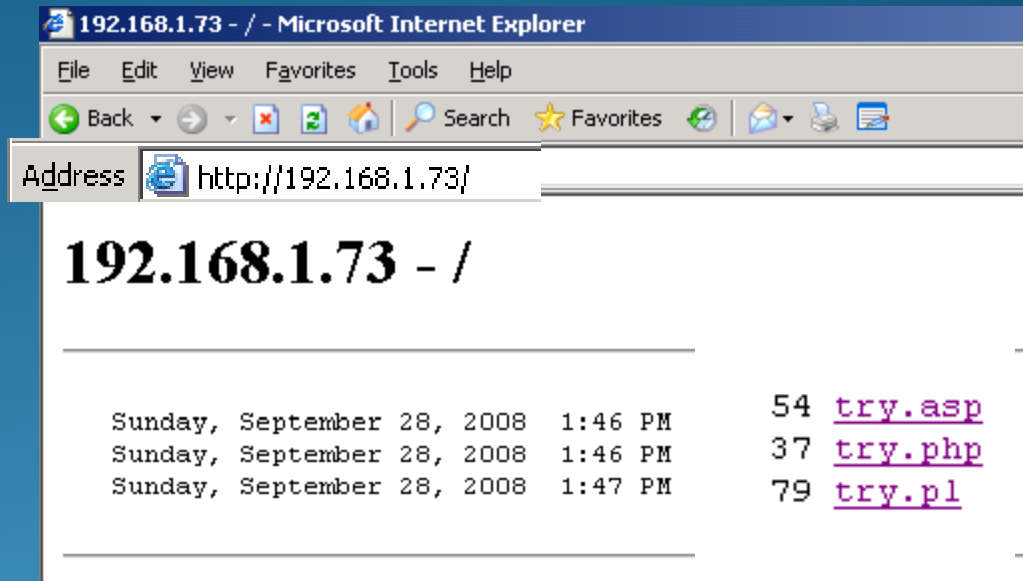 192.168.1.73 - / - Microsoft Internet Explorer
File Edit View Favorites Tools Help
Back Search Favorites
Address http://192.168.1.73/
192.168.1.73 - /
Sunday, September 28, 2008 1:46 PM 54 try.asp
Sunday, September 28, 2008 1:46 PM 37 try.php
Sunday, September 28, 2008 1:47 PM 79 try.pl